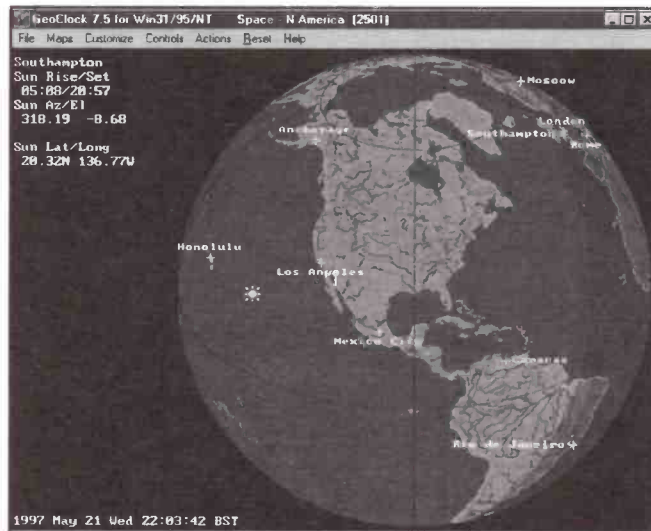 GeoClock 7.5 for Win31/95/NT Space - N America (2501)
File Maps Customize Controls Actions Reset Help
Southampton
Sun Rise/Set
05:08/20:57
Sun Az/El
318.19 -8.68
Sun Lat/Long
20.32N 136.77W
Moscow
London
Anchorage
Southampton
Rome
Honolulu
Los Angeles
Mexico City
Caracas
Rio de Janeiro
1997 May 21 Wed 22:03:42 BST